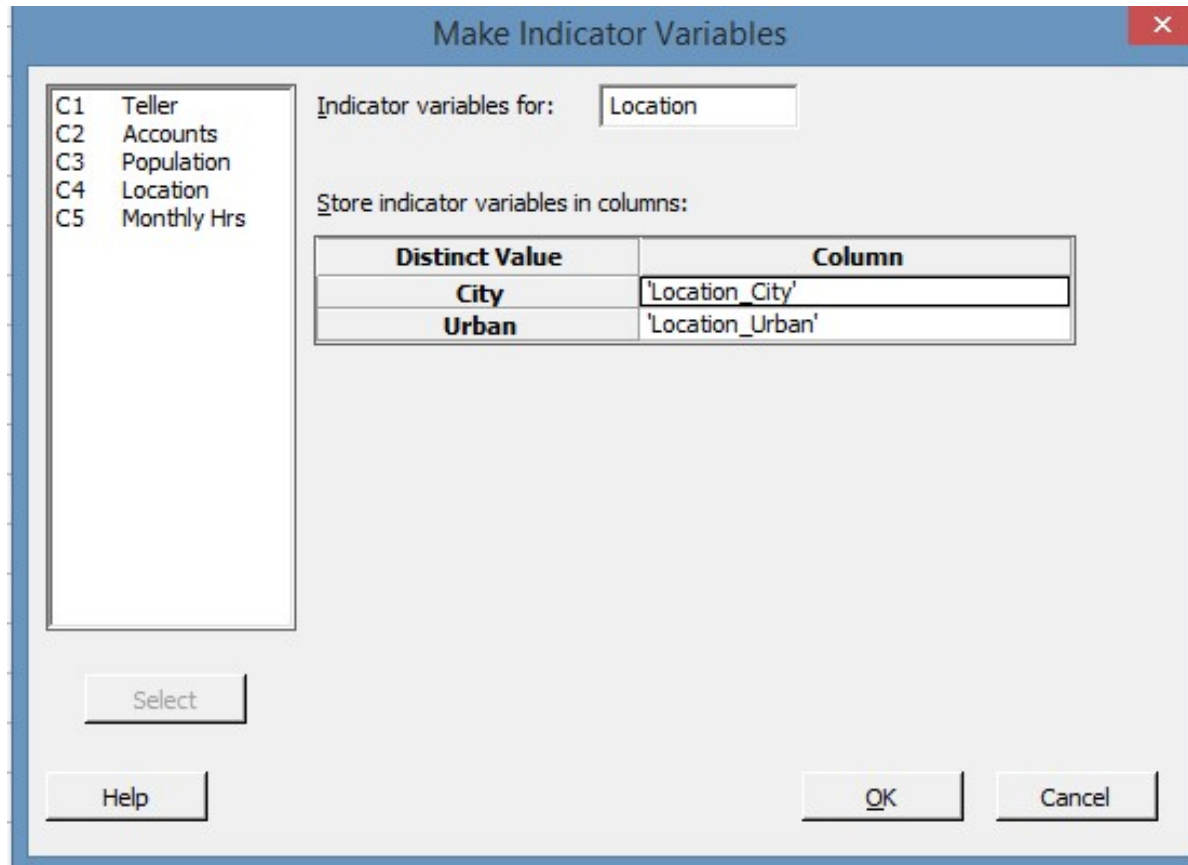 Make Indicator Variables
C1 Teller
C2 Accounts
C3 Population
C4 Location
C5 Monthly Hrs
Indicator variables for: Location
Store indicator variables in columns:
Distinct Value Column
City 'Location_City'
Urban 'Location_Urban'
Select
Help OK Cancel